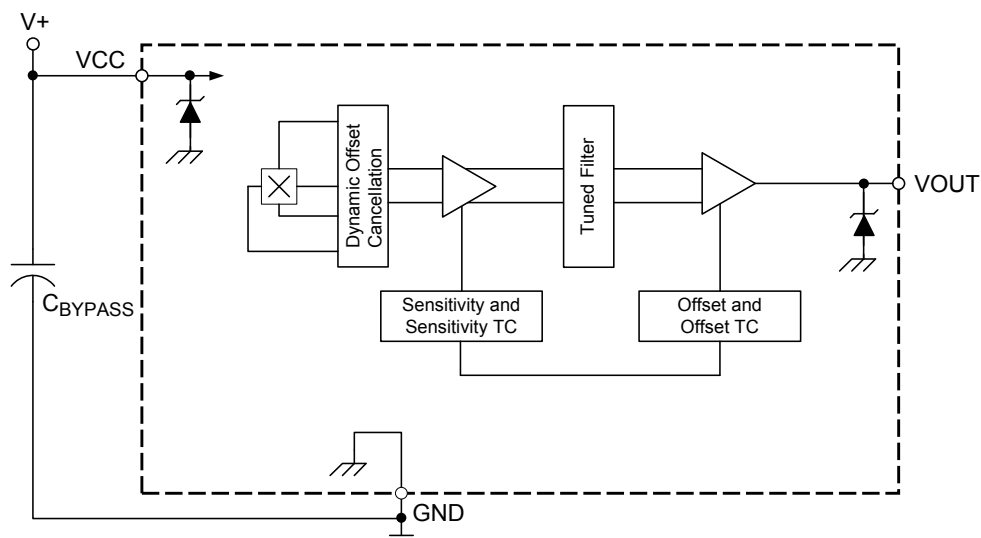 V+
VCC
Dynamic Offset
Cancellation
Tuned Filter
VOUT
CBYPASS
Sensitivity and
Sensitivity TC
Offset and
Offset TC
GND